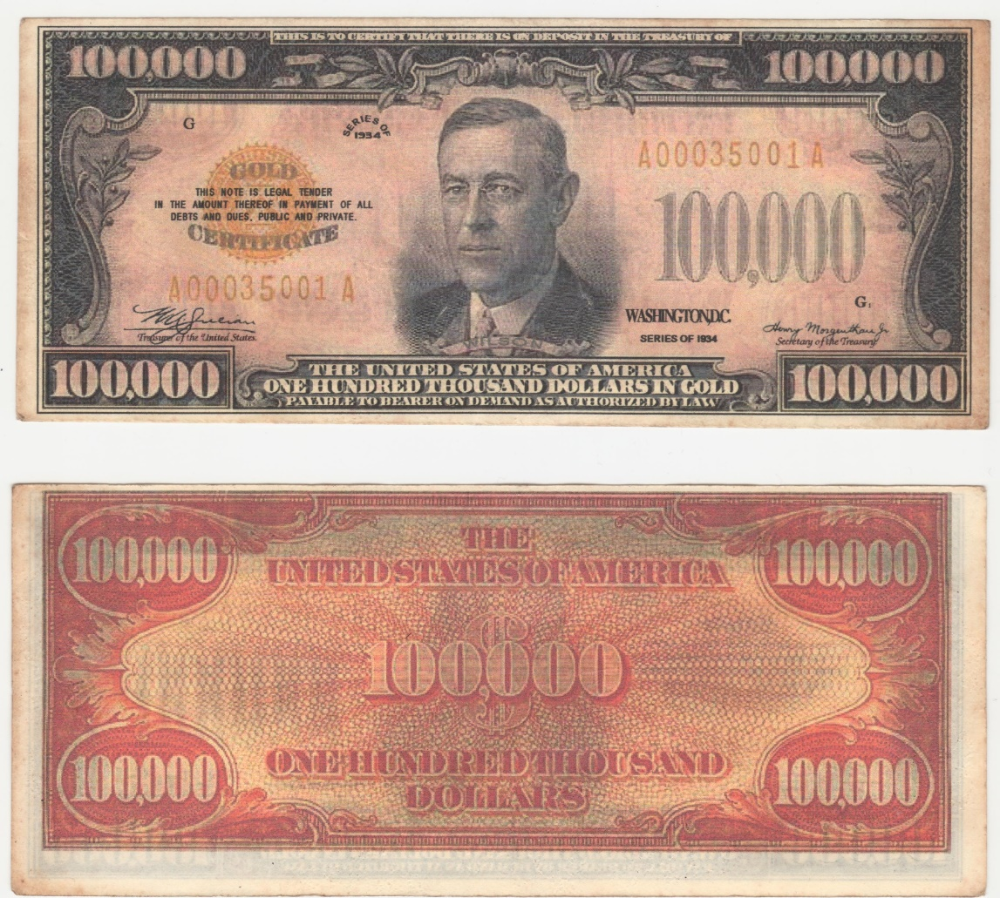 THIS IS TO CERTIFY THAT THERE IS ON DEPOSIT IN THE TREASURY OF
100,000 100,000
G
SERIES OF
1934
A00035001 A
GOLD
THIS NOTE IS LEGAL TENDER
IN THE AMOUNT THEREOF IN PAYMENT OF ALL
DEBTS AND DUES, PUBLIC AND PRIVATE.
CERTIFICATE
100,000
A00035001 A
G1
WASHINGTON,D.C.
Treasurer of the United States.
WILSON
SERIES OF 1934
Henry Morgenthau Jr
Secretary of the Treasury.
100,000 100,000
THE UNITED STATES OF AMERICA
ONE HUNDRED THOUSAND DOLLARS IN GOLD
PAYABLE TO BEARER ON DEMAND AS AUTHORIZED BY LAW
100,000 100,000
THE
UNITED STATES OF AMERICA
$
100,000
100,000 100,000
ONE HUNDRED THOUSAND
DOLLARS